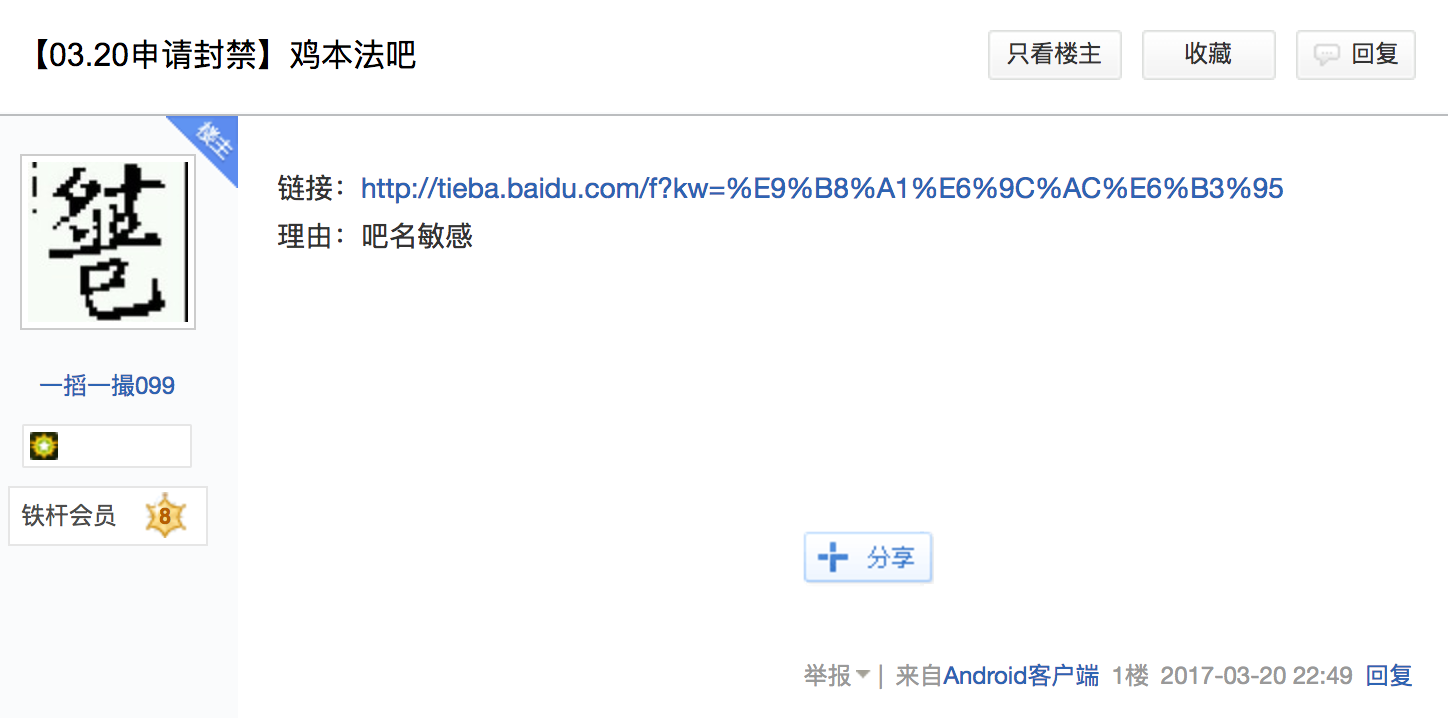 【03.20申请封禁】鸡本法吧
只看楼主
收藏
回复
楼主
链接：http://tieba.baidu.com/f?kw=%E9%B8%A1%E6%9C%AC%E6%B3%95
理由：吧名敏感
一搯一撮099
铁杆会员 8
分享
举报 | 来自Android客户端 1楼 2017-03-20 22:49 回复